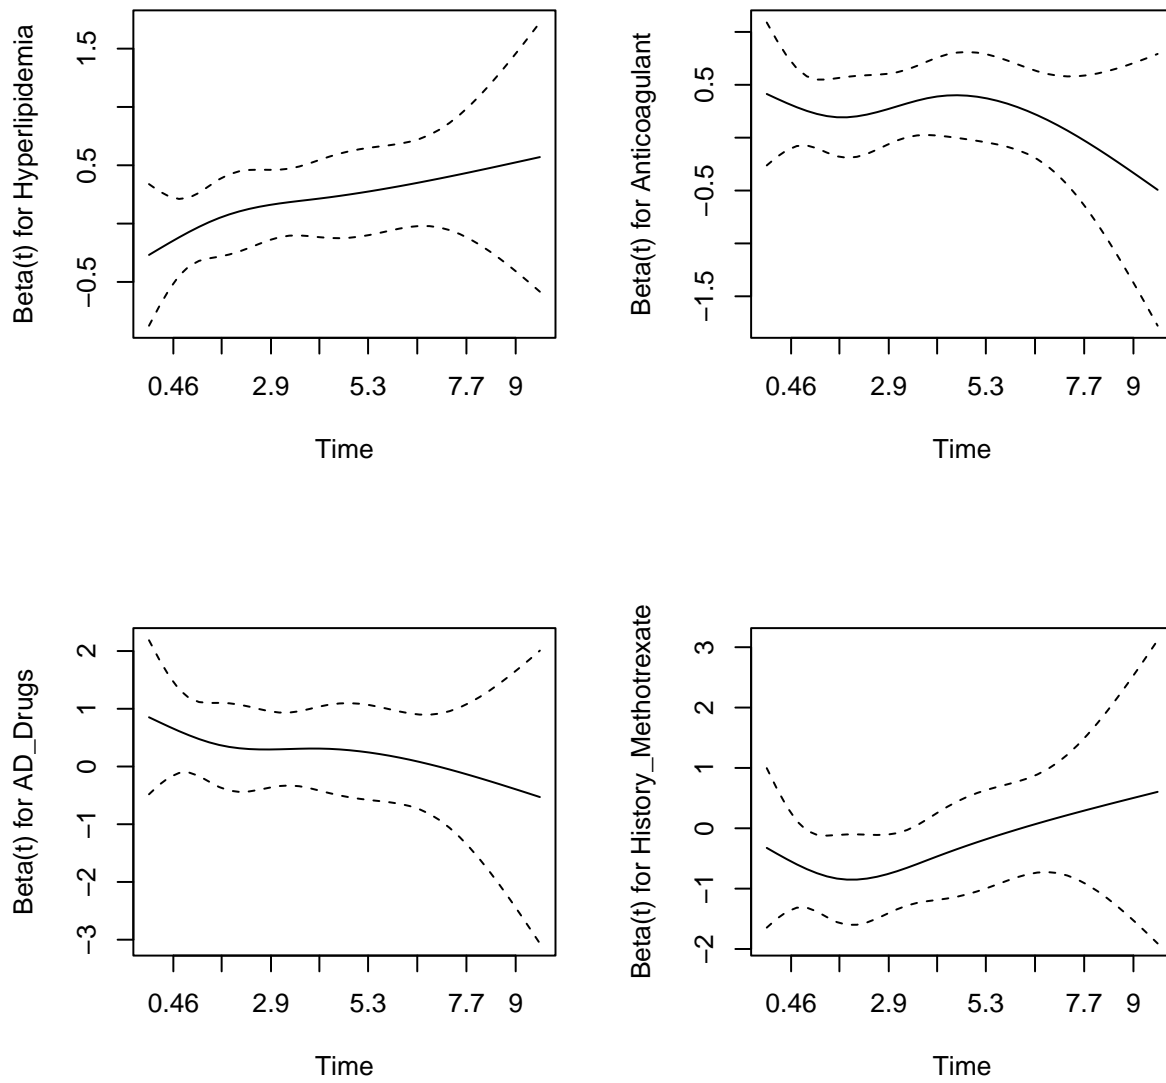 Beta(t) for Hyperlipidemia
1.5
0.5
−0.5
0.46 2.9 5.3 7.7 9
Time
Beta(t) for Anticoagulant
0.5
−0.5
−1.5
0.46 2.9 5.3 7.7 9
Time
Beta(t) for AD_Drugs
2
1
0
−1
−2
−3
0.46 2.9 5.3 7.7 9
Time
Beta(t) for History_Methotrexate
3
2
1
0
−1
−2
0.46 2.9 5.3 7.7 9
Time